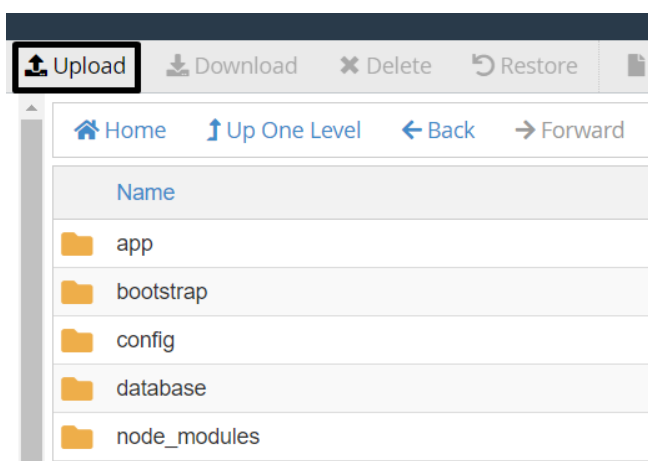 Upload Download Delete Restore
Home Up One Level Back Forward
Name
app
bootstrap
config
database
node_modules